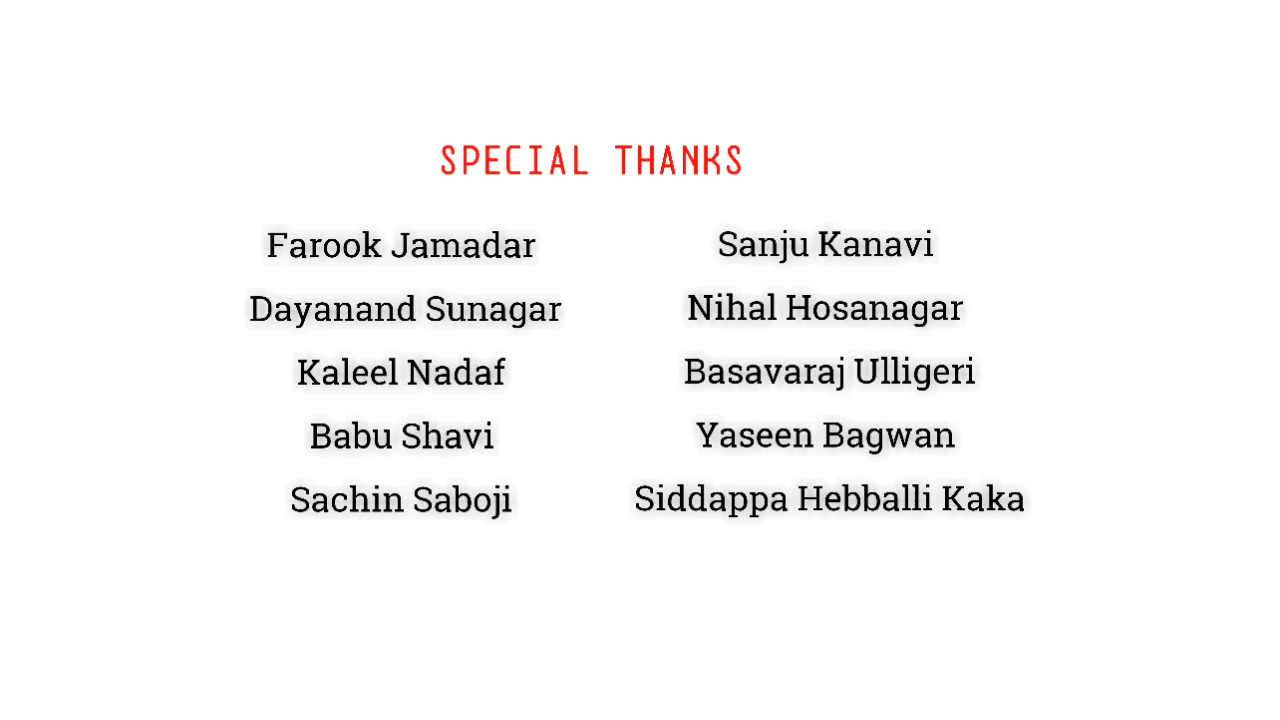 SPECIAL THANKS
Farook Jamadar
Dayanand Sunagar
Kaleel Nadaf
Babu Shavi
Sachin Saboji
Sanju Kanavi
Nihal Hosanagar
Basavaraj Ulligeri
Yaseen Bagwan
Siddappa Hebballi Kaka